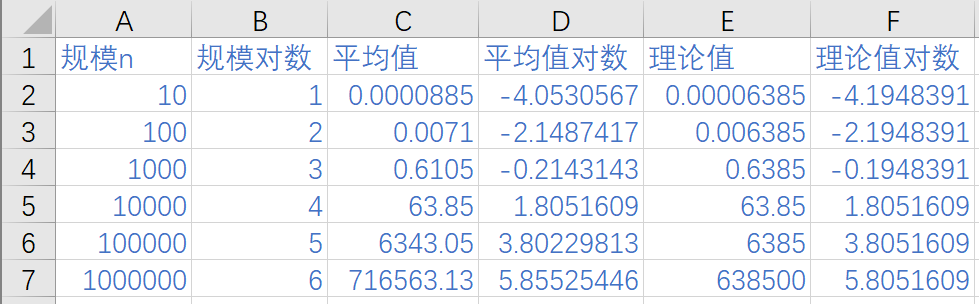 A B C D E F
1 规模n 规模对数 平均值 平均值对数 理论值 理论值对数
2 10 1 0.0000885 -4.0530567 0.00006385 -4.1948391
3 100 2 0.0071 -2.1487417 0.006385 -2.1948391
4 1000 3 0.6105 -0.2143143 0.6385 -0.1948391
5 10000 4 63.85 1.8051609 63.85 1.8051609
6 100000 5 6343.05 3.80229813 6385 3.8051609
7 1000000 6 716563.13 5.85525446 638500 5.8051609